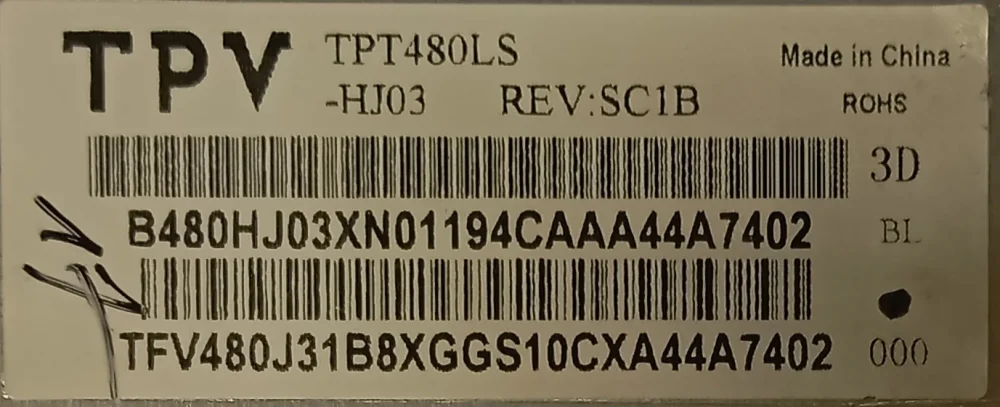 TPV TPT480LS Made in China
-HJ03 REV:SC1B ROHS
3D
B480HJ03XN01194CAAA44A7402 BL
TFV480J31B8XGGS10CXA44A7402 000